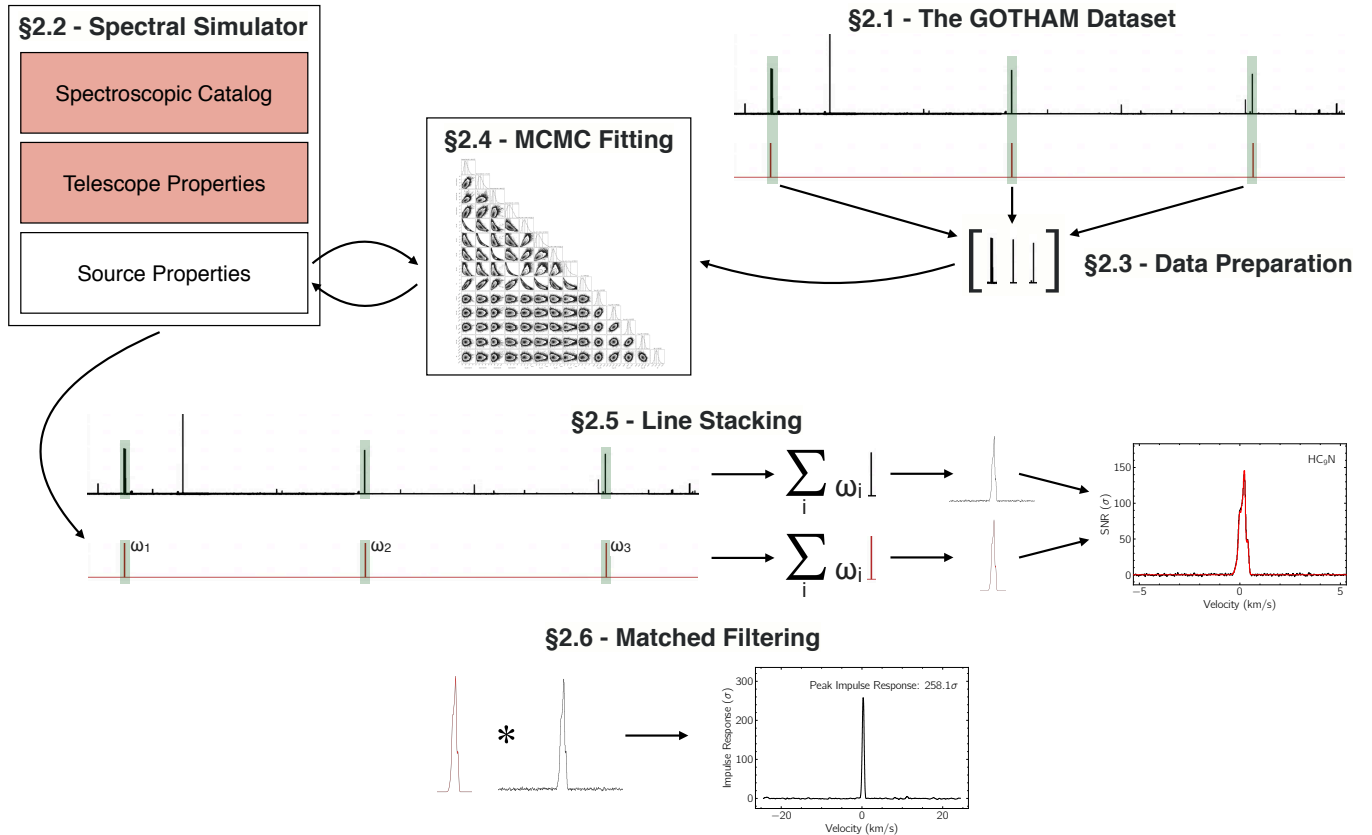 §2.2 - Spectral Simulator
Spectroscopic Catalog
Telescope Properties
Source Properties
§2.1 - The GOTHAM Dataset
§2.4 - MCMC Fitting
[ ]
§2.3 - Data Preparation
§2.5 - Line Stacking
∑
i
ωi
ω1
ω2
ω3
∑
i
ωi
HC₉N
SNR (σ)
150
100
50
0
−5
0
5
Velocity (km/s)
§2.6 - Matched Filtering
*
Peak Impulse Response: 258.1σ
Impulse Response (σ)
300
200
100
0
−20
0
20
Velocity (km/s)